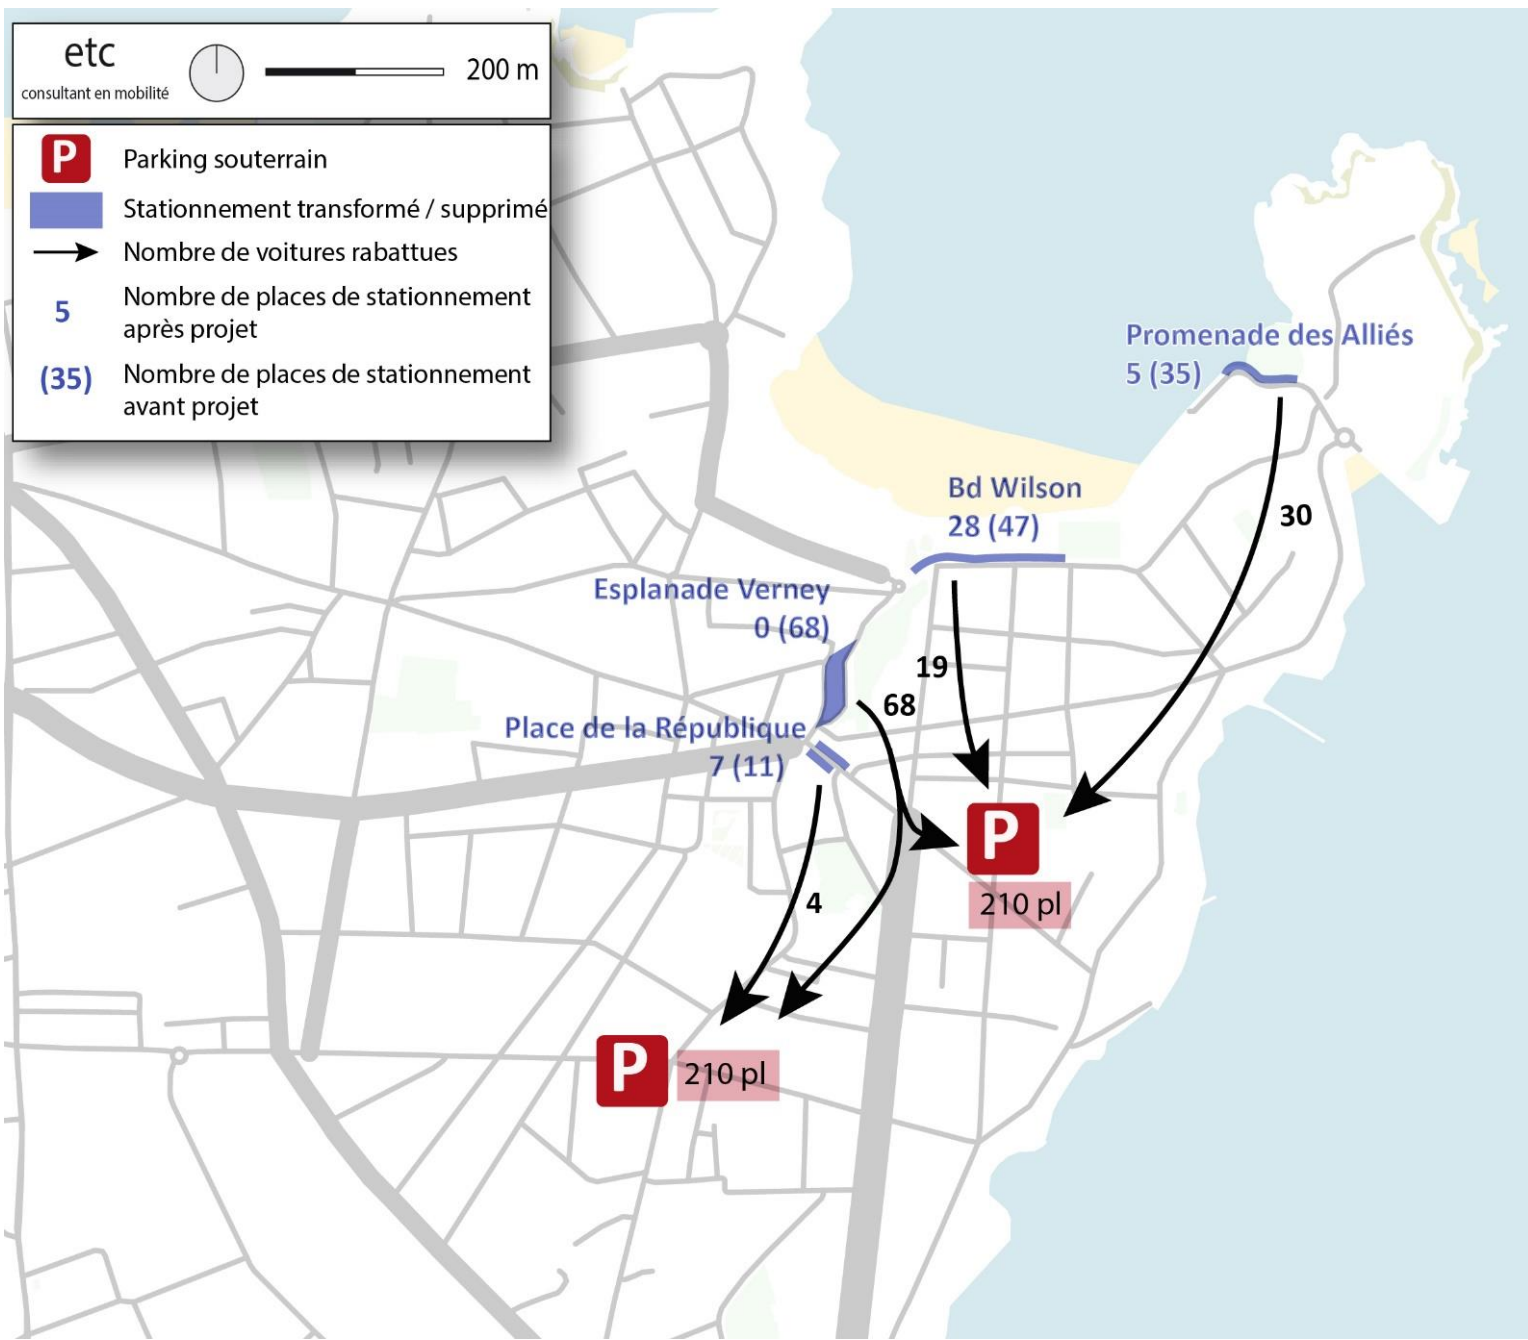 etc
consultant en mobilité
200 m
P
Parking souterrain
Stationnement transformé / supprimé
Nombre de voitures rabattues
5
Nombre de places de stationnement
après projet
(35)
Nombre de places de stationnement
avant projet
Promenade des Alliés
5 (35)
Bd Wilson
28 (47)
30
Esplanade Verney
0 (68)
19
68
Place de la République
7 (11)
P
210 pl
4
P
210 pl